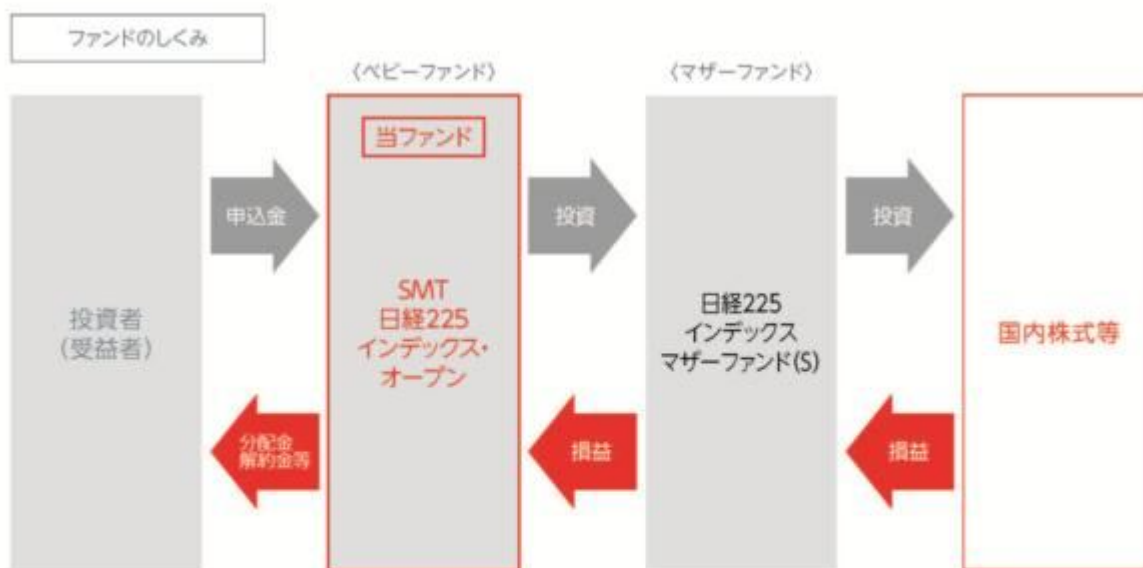 ファンドのしくみ
〈ベビーファンド〉
〈マザーファンド〉
当ファンド
申込金
投資
投資
投資者
(受益者)
SMT
日経225
インデックス・
オープン
日経225
インデックス
マザーファンド(S)
国内株式等
分配金
解約金等
損益
損益